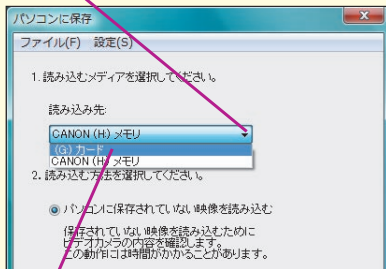 パソコンに保存
ファイル(F) 設定(S)
1. 読み込むメディアを選択してください。
読み込み先:
CANON (H:) メモリ
(G:) カード
CANON (H:) メモリ
2. 読み込む方法を選択してください。
パソコンに保存されていない映像を読み込む
保存されていない映像を読み込むために
ビデオカメラの内容を確認します。
この動作には時間がかかることがあります。